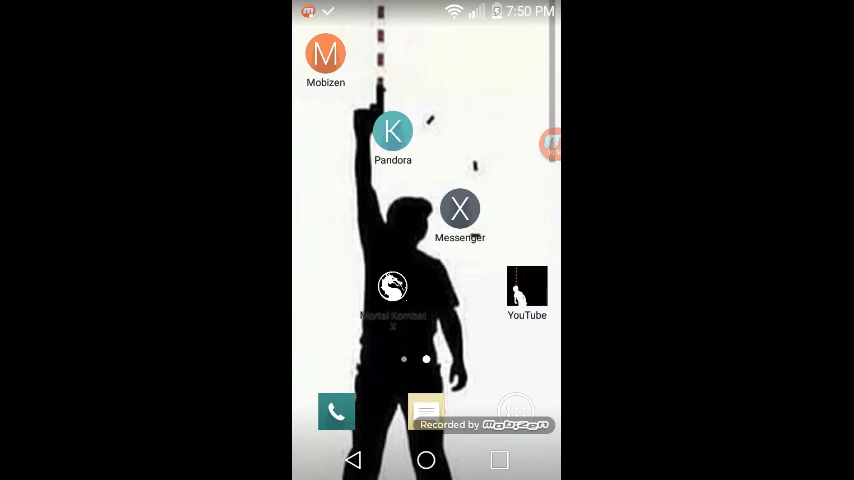 7:50 PM
M
Mobizen
K
Pandora
X
Messenger
Mortal Kombat
X
YouTube
Recorded by mobizen